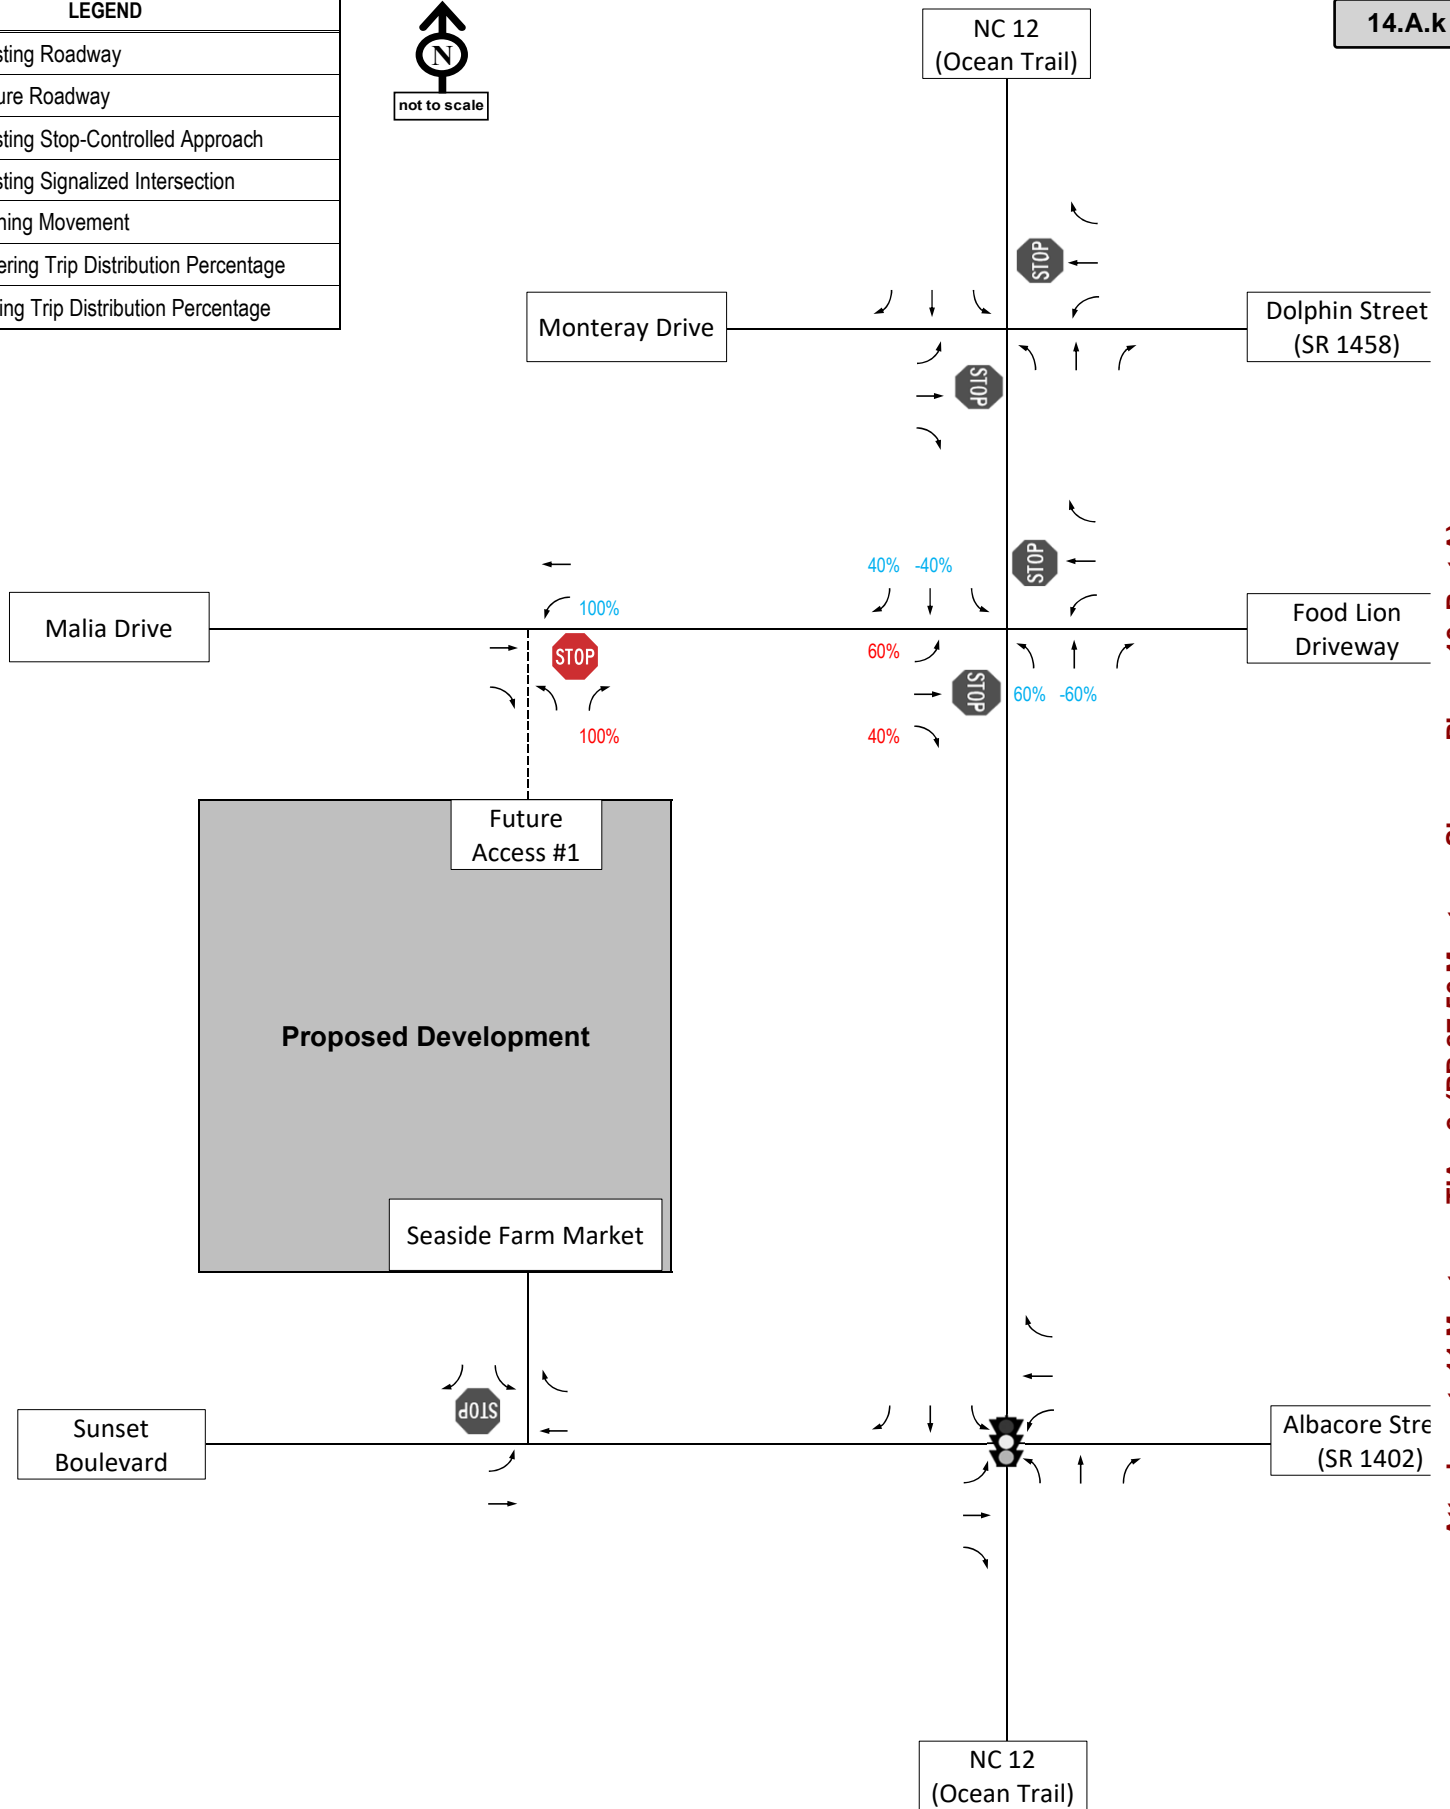 LEGEND
sting Roadway
ure Roadway
sting Stop-Controlled Approach
sting Signalized Intersection
ning Movement
ering Trip Distribution Percentage
ing Trip Distribution Percentage
N
not to scale
NC 12
(Ocean Trail)
14.A.k
STOP
Monteray Drive
Dolphin Street
(SR 1458)
STOP
40% -40%
STOP
100%
Malia Drive
Food Lion
Driveway
STOP
60%
STOP
60% -60%
100%
40%
Future
Access #1
Proposed Development
Seaside Farm Market
STOP
Sunset
Boulevard
Albacore Stre
(SR 1402)
NC 12
(Ocean Trail)